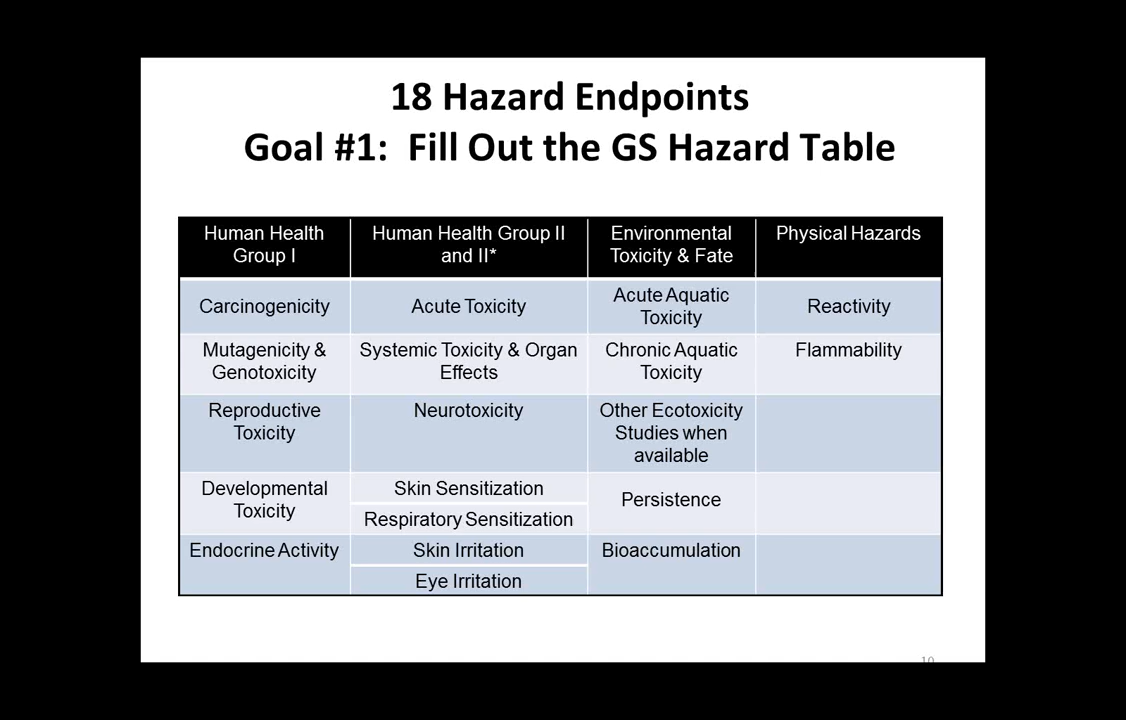 18 Hazard Endpoints
Goal #1: Fill Out the GS Hazard Table
Human Health
Group I
Human Health Group II
and II*
Environmental
Toxicity & Fate
Physical Hazards
Carcinogenicity
Acute Toxicity
Acute Aquatic
Toxicity
Reactivity
Mutagenicity &
Genotoxicity
Systemic Toxicity & Organ
Effects
Chronic Aquatic
Toxicity
Flammability
Reproductive
Toxicity
Neurotoxicity
Other Ecotoxicity
Studies when
available
Developmental
Toxicity
Skin Sensitization
Respiratory Sensitization
Persistence
Endocrine Activity
Skin Irritation
Eye Irritation
Bioaccumulation
10